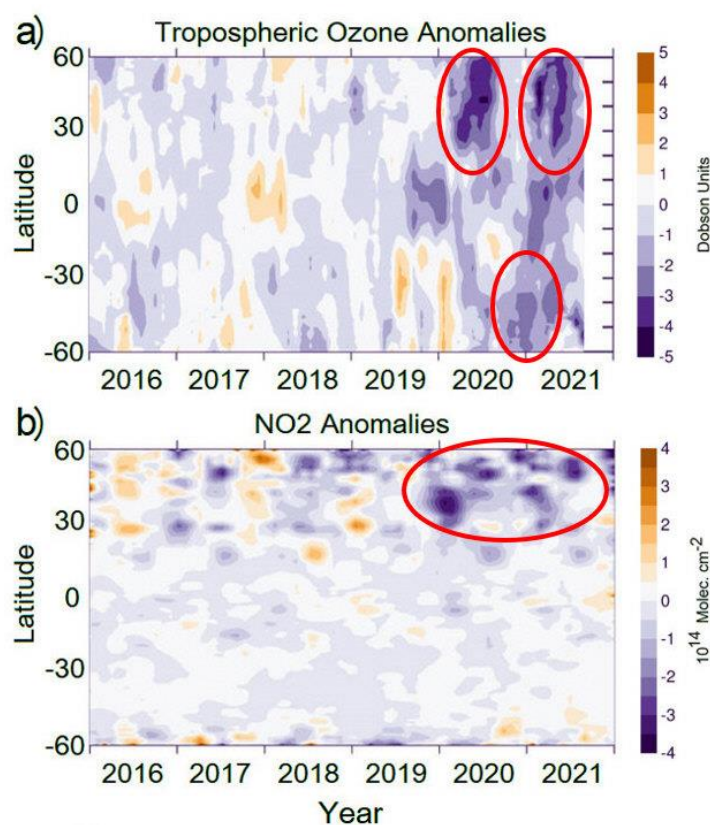 a)
Tropospheric Ozone Anomalies
60
30
0
-30
-60
Latitude
2016 2017 2018 2019 2020 2021
5
4
3
2
1
0
-1
-2
-3
-4
-5
Dobson Units
b)
NO2 Anomalies
60
30
0
-30
-60
Latitude
2016 2017 2018 2019 2020 2021
Year
4
3
2
1
0
-1
-2
-3
-4
10^14 Molec. cm-2